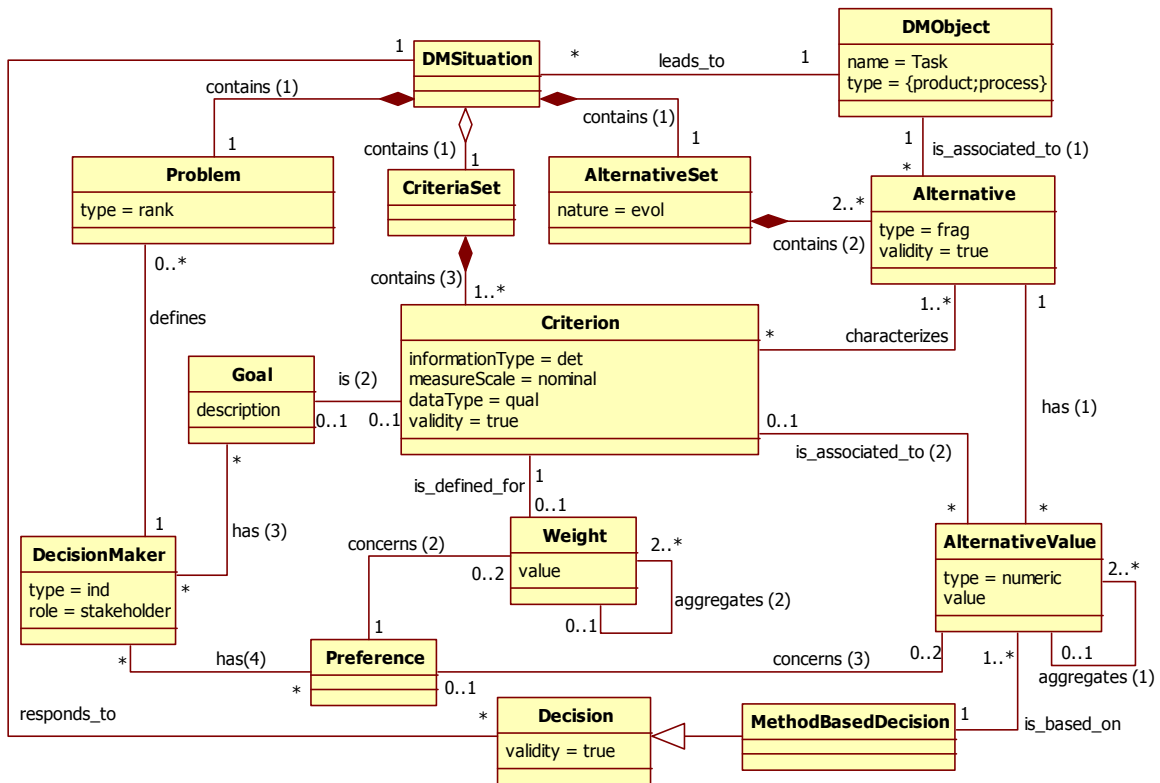 DMObject
name = Task
type = {product;process}
1
DMSituation
*
leads_to
1
contains (1)
contains (1)
1
is_associated_to (1)
*
contains (1)
1
1
1
Problem
type = rank
CriteriaSet
AlternativeSet
nature = evol
2..*
contains (2)
Alternative
type = frag
validity = true
0..*
contains (3)
1..*
1..*
1
defines
Criterion
informationType = det
measureScale = nominal
dataType = qual
validity = true
*
characterizes
Goal
description
is (2)
0..1
0..1
has (1)
0..1
is_associated_to (2)
*
is_defined_for
1
0..1
1
has (3)
*
*
DecisionMaker
type = ind
role = stakeholder
*
concerns (2)
0..2
Weight
value
2..*
aggregates (2)
0..1
AlternativeValue
type = numeric
value
2..*
1
*
has(4)
*
Preference
0..1
concerns (3)
0..2
1..*
0..1
aggregates (1)
responds_to
*
Decision
validity = true
MethodBasedDecision
1
is_based_on